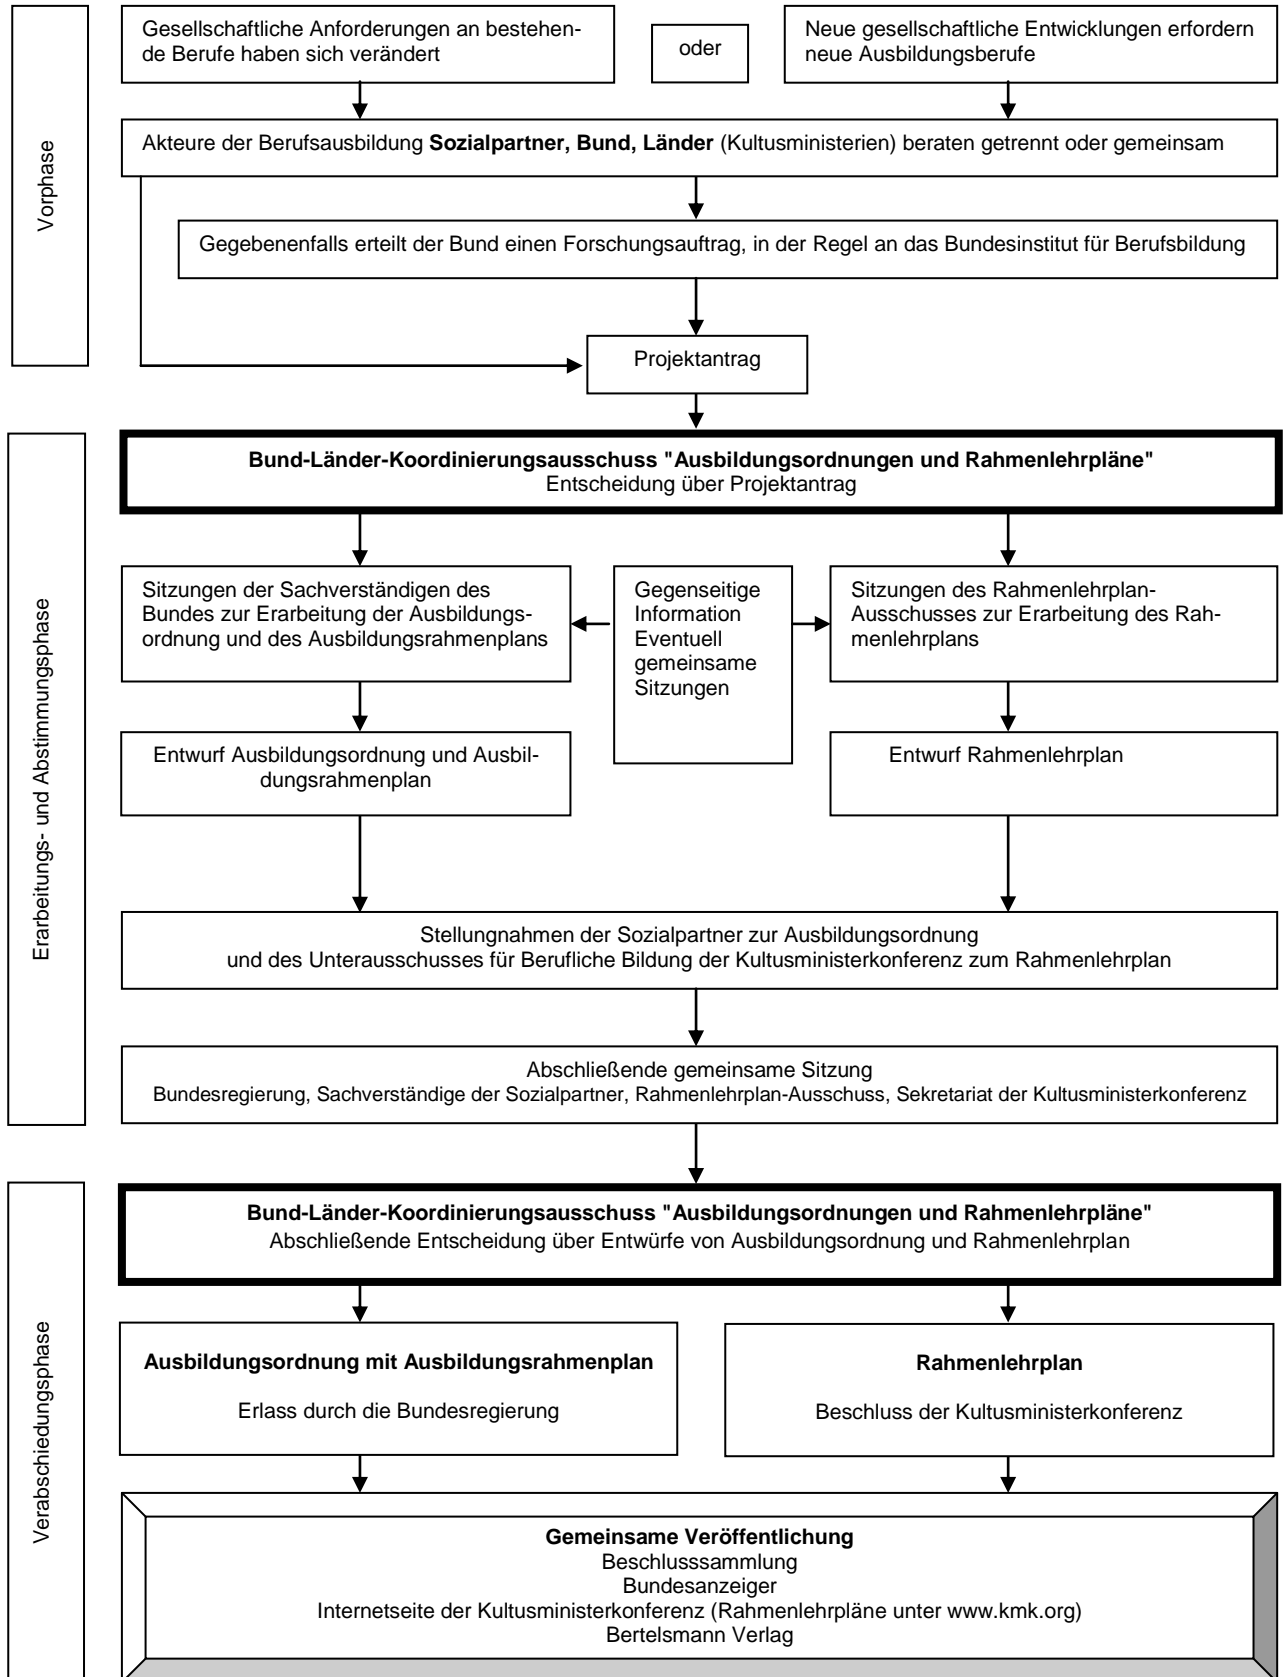 Vorphase
Gesellschaftliche Anforderungen an bestehen-
de Berufe haben sich verändert
oder
Neue gesellschaftliche Entwicklungen erfordern
neue Ausbildungsberufe
Akteure der Berufsausbildung Sozialpartner, Bund, Länder (Kultusministerien) beraten getrennt oder gemeinsam
Gegebenenfalls erteilt der Bund einen Forschungsauftrag, in der Regel an das Bundesinstitut für Berufsbildung
Projektantrag
Erarbeitungs- und Abstimmungsphase
Bund-Länder-Koordinierungsausschuss "Ausbildungsordnungen und Rahmenlehrpläne"
Entscheidung über Projektantrag
Sitzungen der Sachverständigen des
Bundes zur Erarbeitung der Ausbildungs-
ordnung und des Ausbildungsrahmenplans
Gegenseitige
Information
Eventuell
gemeinsame
Sitzungen
Sitzungen des Rahmenlehrplan-
Ausschusses zur Erarbeitung des Rah-
menlehrplans
Entwurf Ausbildungsordnung und Ausbil-
dungsrahmenplan
Entwurf Rahmenlehrplan
Stellungnahmen der Sozialpartner zur Ausbildungsordnung
und des Unterausschusses für Berufliche Bildung der Kultusministerkonferenz zum Rahmenlehrplan
Abschließende gemeinsame Sitzung
Bundesregierung, Sachverständige der Sozialpartner, Rahmenlehrplan-Ausschuss, Sekretariat der Kultusministerkonferenz
Verabschiedungsphase
Bund-Länder-Koordinierungsausschuss "Ausbildungsordnungen und Rahmenlehrpläne"
Abschließende Entscheidung über Entwürfe von Ausbildungsordnung und Rahmenlehrplan
Ausbildungsordnung mit Ausbildungsrahmenplan
Erlass durch die Bundesregierung
Rahmenlehrplan
Beschluss der Kultusministerkonferenz
Gemeinsame Veröffentlichung
Beschlusssammlung
Bundesanzeiger
Internetseite der Kultusministerkonferenz (Rahmenlehrpläne unter www.kmk.org)
Bertelsmann Verlag